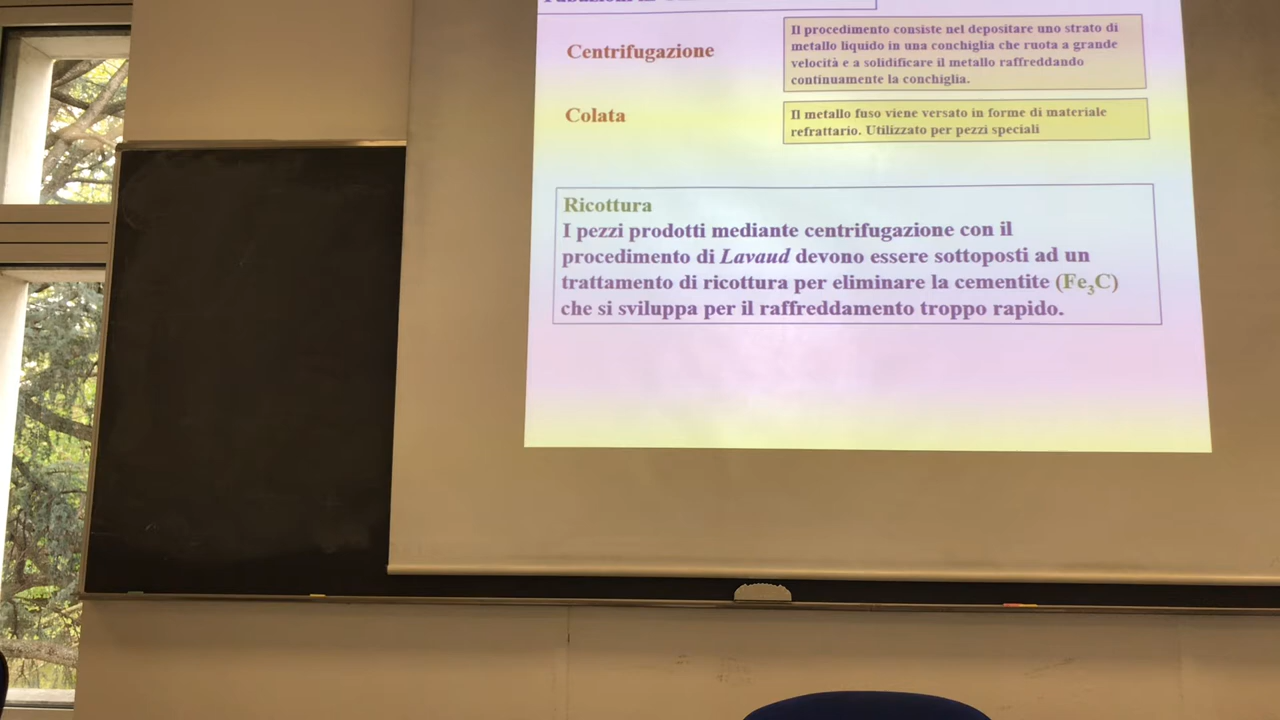 Centrifugazione
Il procedimento consiste nel depositare uno strato di
metallo liquido in una conchiglia che ruota a grande
velocità e a solidificare il metallo raffreddando
continuamente la conchiglia.
Colata
Il metallo fuso viene versato in forme di materiale
refrattario. Utilizzato per pezzi speciali
Ricottura
I pezzi prodotti mediante centrifugazione con il
procedimento di Lavaud devono essere sottoposti ad un
trattamento di ricottura per eliminare la cementite (Fe₃C)
che si sviluppa per il raffreddamento troppo rapido.